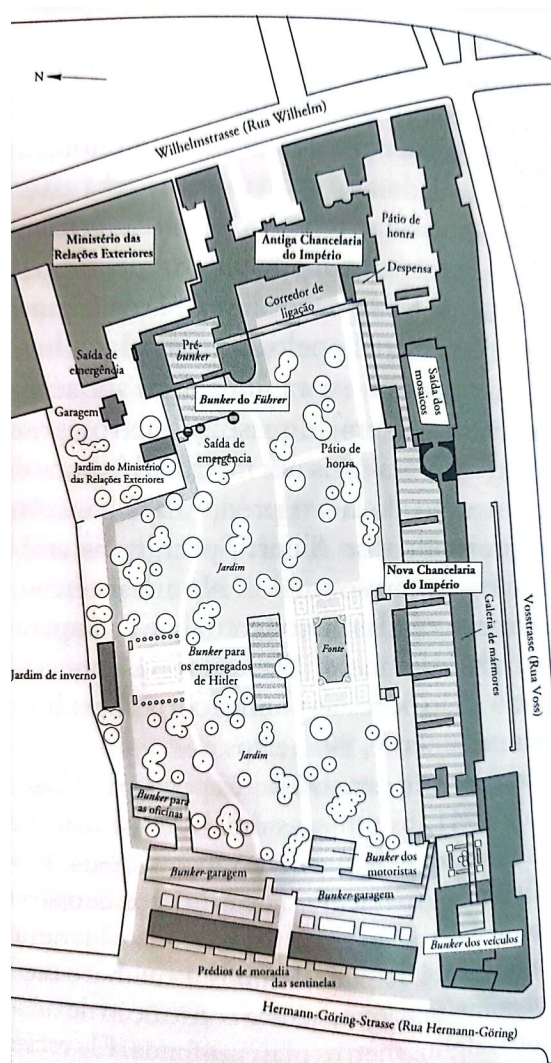 N
Wilhelmstrasse (Rua Wilhelm)
Ministério das
Relações Exteriores
Antiga Chancelaria
do Império
Pátio de
honra
Despensa
Corredor de
ligação
Pré-
bunker
Saída de
emergência
Bunker do Führer
Saída dos
mosaicos
Garagem
Saída de
emergência
Pátio de
honra
Jardim do Ministério
das Relações Exteriores
Jardim
Nova Chancelaria
do Império
Vosstrasse (Rua Voss)
Galeria de mármores
Bunker para
os empregados
de Hitler
Fonte
Jardim de inverno
Jardim
Bunker para
as oficinas
Bunker dos
motoristas
Bunker-garagem
Bunker-garagem
Bunker dos veículos
Prédios de moradia
das sentinelas
Hermann-Göring-Strasse (Rua Hermann-Göring)